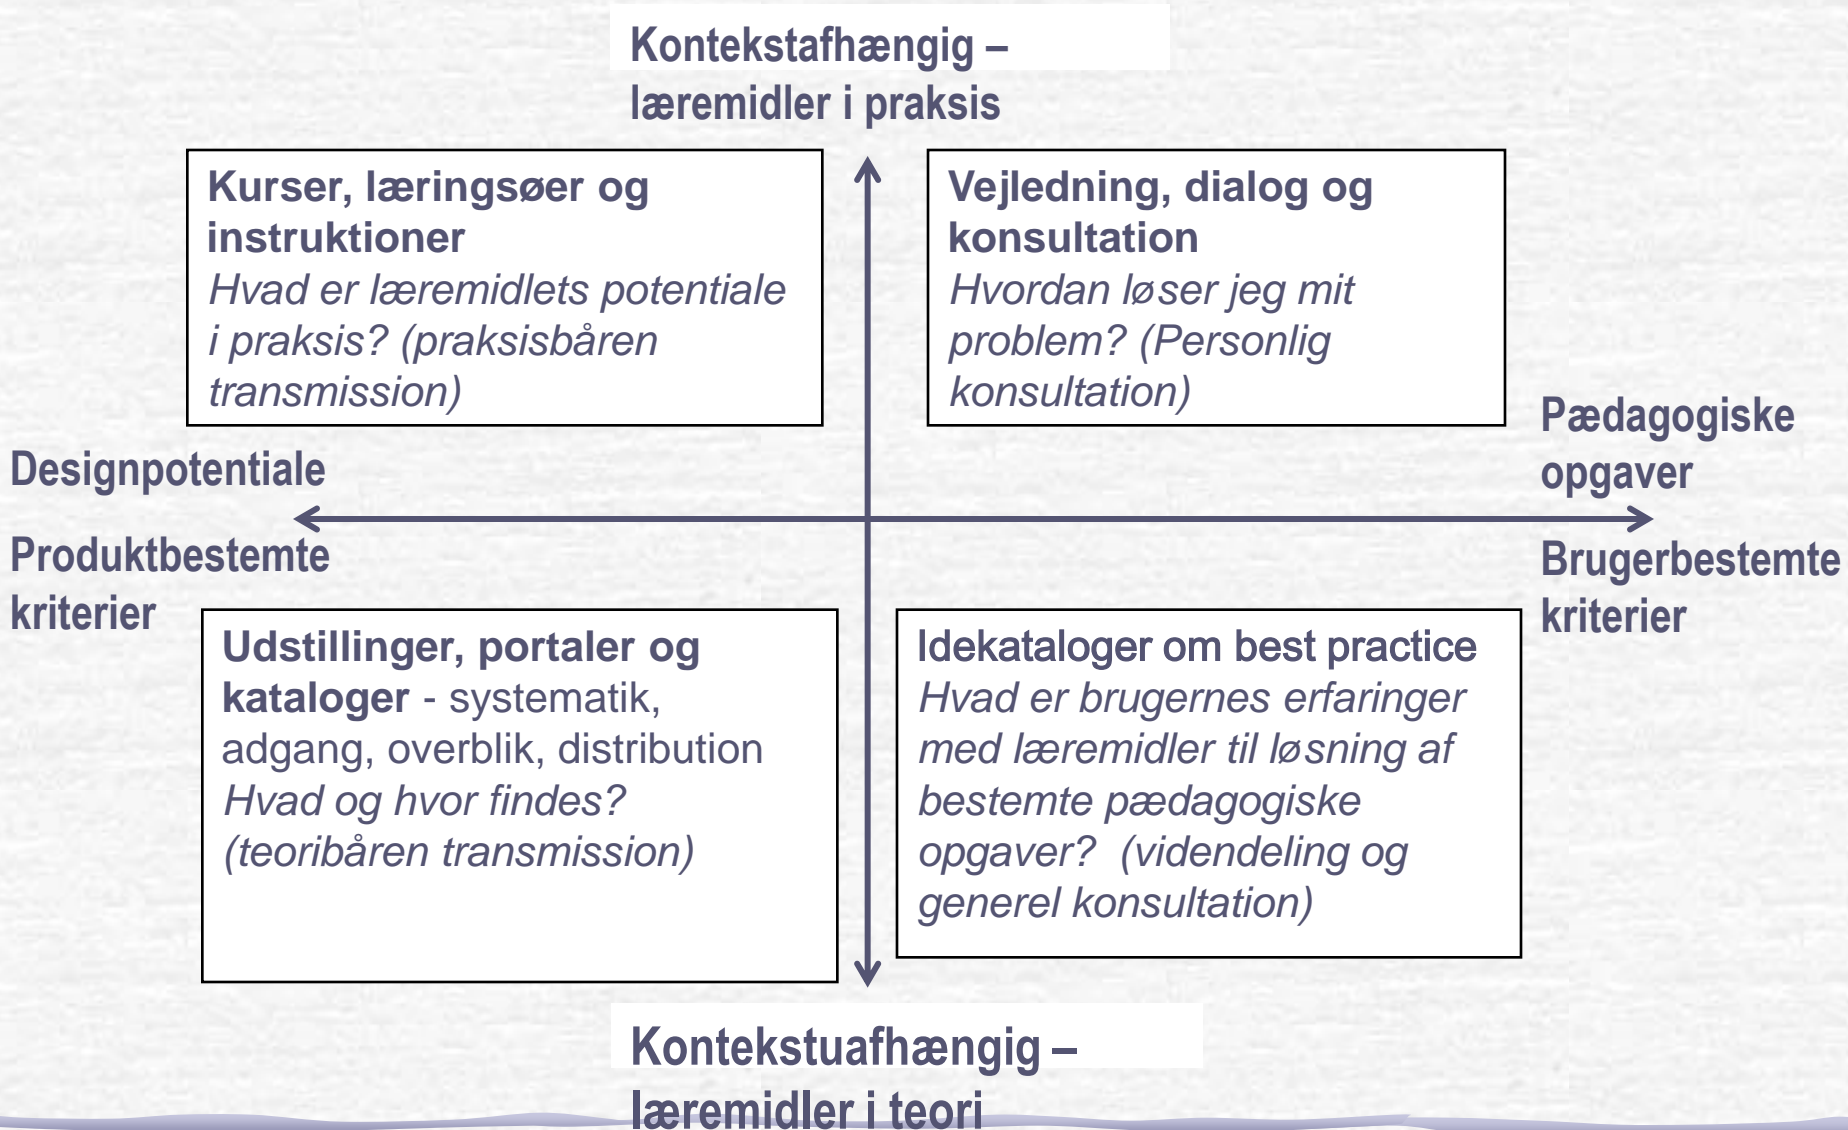 Kontekstafhængig –
læremidler i praksis
Kurser, læringsøer og
instruktioner
Hvad er læremidlets potentiale
i praksis? (praksisbåren
transmission)
Vejledning, dialog og
konsultation
Hvordan løser jeg mit
problem? (Personlig
konsultation)
Designpotentiale
Produktbestemte
kriterier
Pædagogiske
opgaver
Brugerbestemte
kriterier
Udstillinger, portaler og
kataloger - systematik,
adgang, overblik, distribution
Hvad og hvor findes?
(teoribåren transmission)
Idekataloger om best practice
Hvad er brugernes erfaringer
med læremidler til løsning af
bestemte pædagogiske
opgaver?  (videndeling og
generel konsultation)
Kontekstuafhængig –
læremidler i teori